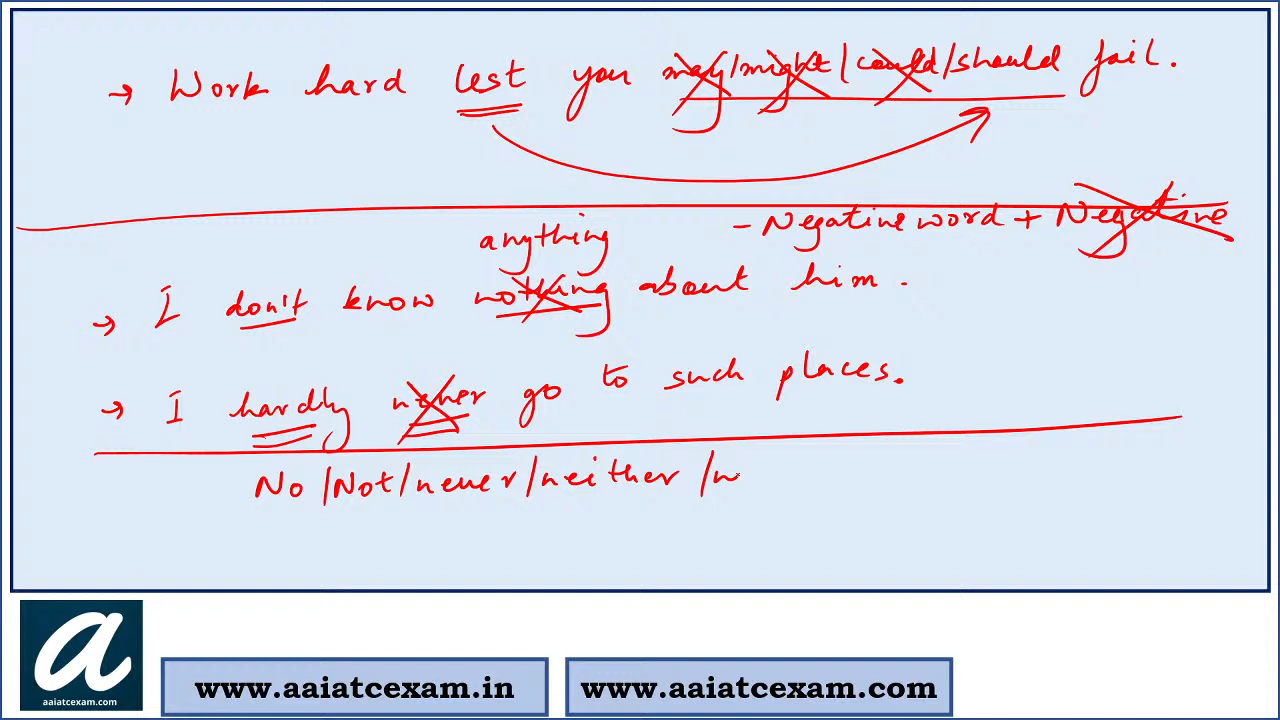 → Work hard lest you may/might/could/should fail.
anything
- Negative word + Negative
→ I don't know nothing about him.
→ I hardly never go to such places.
No /Not/never/neither /n
a
aaiatcexam.com
www.aaiatcexam.in
www.aaiatcexam.com